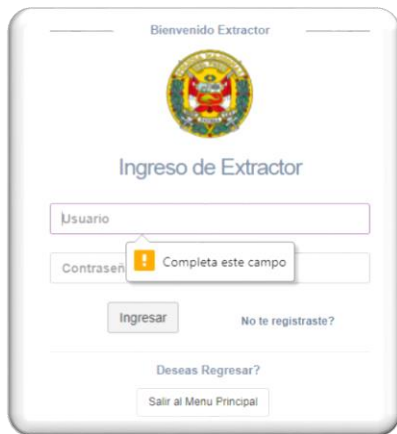 Bienvenido Extractor
Ingreso de Extractor
Usuario
Completa este campo
Contraseñ
Ingresar
No te registraste?
Deseas Regresar?
Salir al Menu Principal